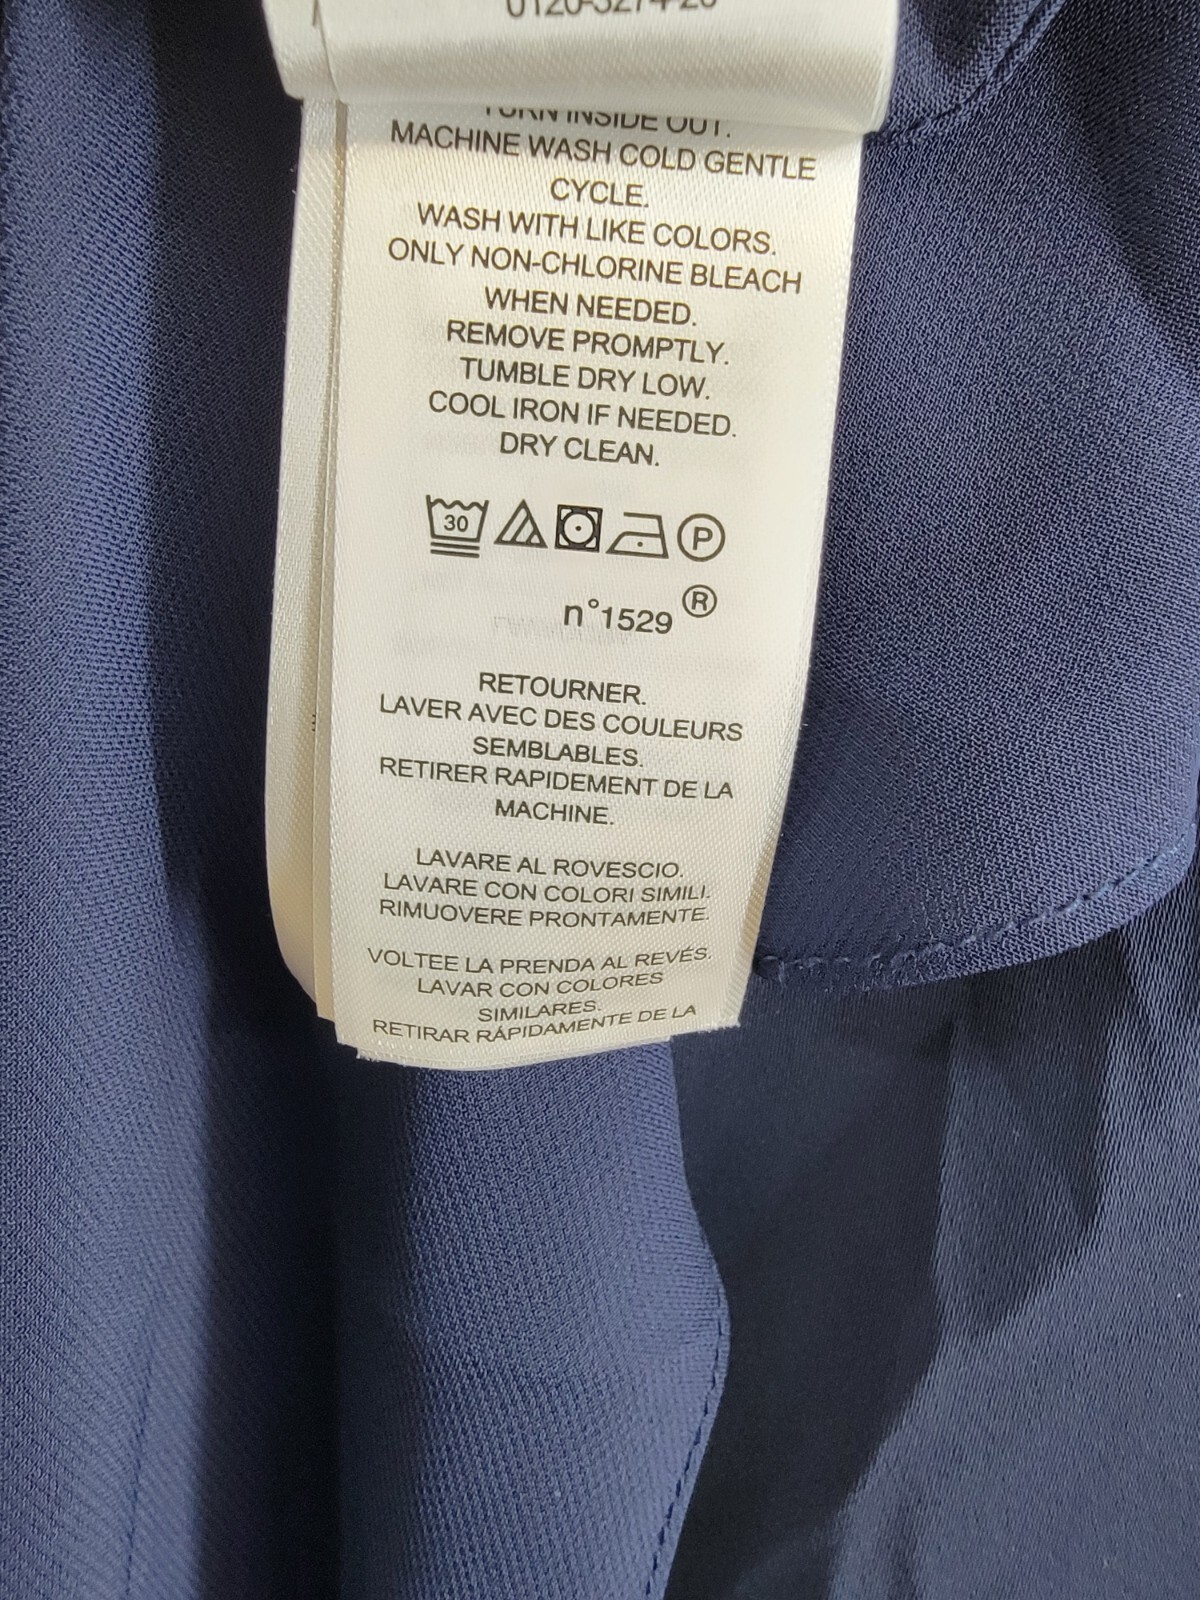 0120-3274-20
TURN INSIDE OUT.
MACHINE WASH COLD GENTLE
CYCLE.
WASH WITH LIKE COLORS.
ONLY NON-CHLORINE BLEACH
WHEN NEEDED.
REMOVE PROMPTLY.
TUMBLE DRY LOW.
COOL IRON IF NEEDED.
DRY CLEAN.
30 P
n°1529 ®
RETOURNER.
LAVER AVEC DES COULEURS
SEMBLABLES.
RETIRER RAPIDEMENT DE LA
MACHINE.
LAVARE AL ROVESCIO.
LAVARE CON COLORI SIMILI.
RIMUOVERE PRONTAMENTE.
VOLTEE LA PRENDA AL REVÉS.
LAVAR CON COLORES
SIMILARES.
RETIRAR RÁPIDAMENTE DE LA